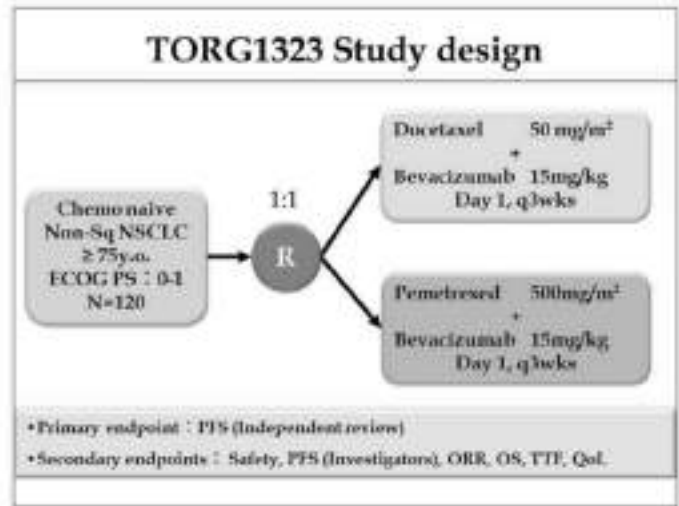 TORG1323 Study design
Chemo naive
Non-Sq NSCLC
≥ 75y.o.
ECOG PS : 0-1
N=120
1:1
R
Docetaxel 50 mg/m²
+
Bevacizumab 15mg/kg
Day 1, q3wks
Pemetrexed 500mg/m²
+
Bevacizumab 15mg/kg
Day 1, q3wks
•Primary endpoint : PFS (Independent review)
•Secondary endpoints : Safety, PFS (Investigators), ORR, OS, TTF, QoL